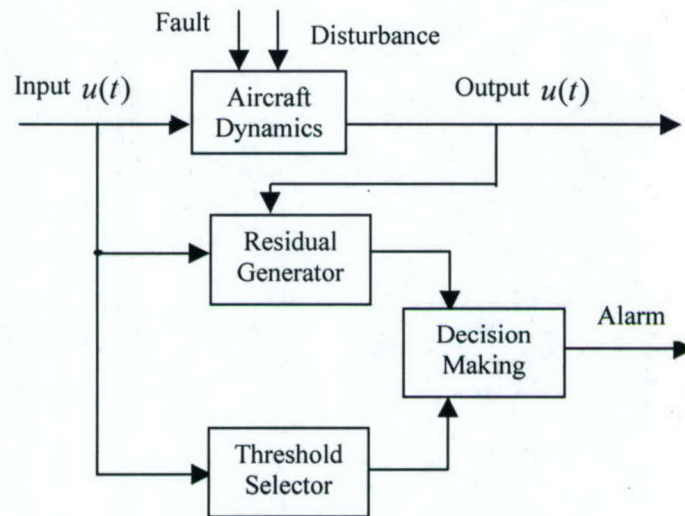 Fault
Disturbance
Input u(t)
Aircraft
Dynamics
Output u(t)
Residual
Generator
Decision
Making
Alarm
Threshold
Selector